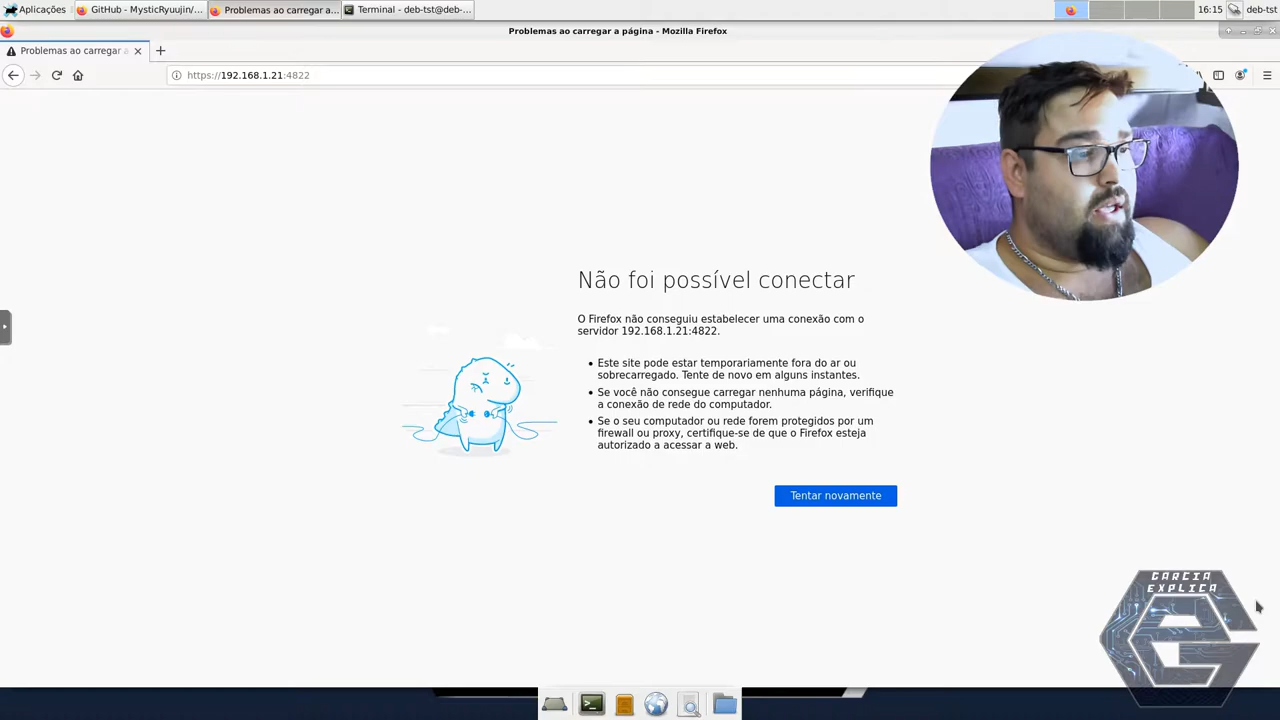 Aplicações
GitHub - MysticRyuujin/...
Problemas ao carregar a...
Terminal - deb-tst@deb-...
16:15
deb-tst
Problemas ao carregar a página - Mozilla Firefox
Problemas ao carregar a
https://192.168.1.21:4822
Não foi possível conectar
O Firefox não conseguiu estabelecer uma conexão com o
servidor 192.168.1.21:4822.
Este site pode estar temporariamente fora do ar ou
sobrecarregado. Tente de novo em alguns instantes.
Se você não consegue carregar nenhuma página, verifique
a conexão de rede do computador.
Se o seu computador ou rede forem protegidos por um
firewall ou proxy, certifique-se de que o Firefox esteja
autorizado a acessar a web.
Tentar novamente
GARCIA
EXPLICA